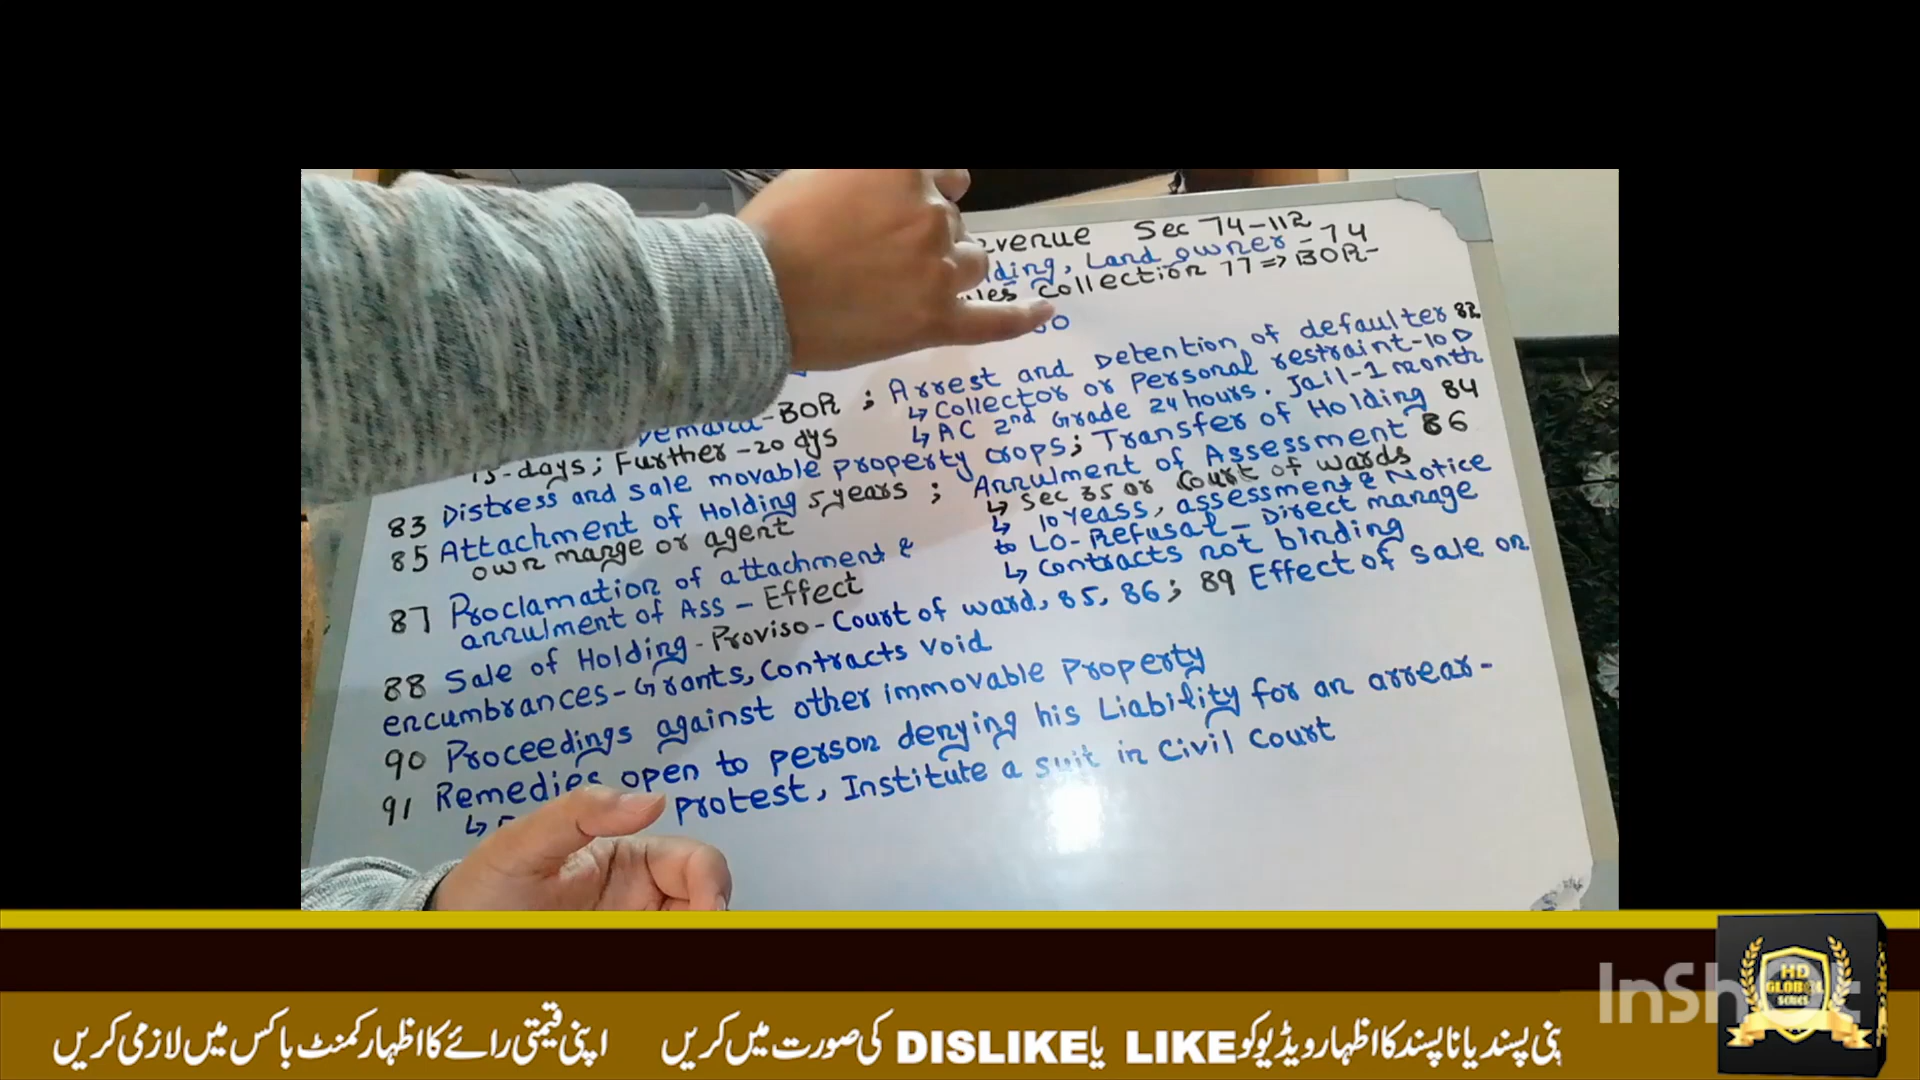 venue Sec 74-112
lding, Land owner - 74
ules Collection 77 => BOR-
Demand - BOR ; Arrest and Detention of defaulter 82
↳ Collector or Personal restraint - 10 D
15-days ; Further - 20 dys ↳ AC 2nd Grade 24 hours. Jail - 1 month
83 Distress and sale movable property crops ; Transfer of Holding 84
85 Attachment of Holding 5 years ; Annulment of Assessment 86
own mange or agent ↳ Sec 35 or Court of wards
↳ 10 Yeass, assessment & Notice
to LO - Refusal - Direct manage
87 Proclamation of attachment & ↳ Contracts not binding
annulment of Ass - Effect
88 Sale of Holding - Proviso - Court of ward, 85, 86 ; 89 Effect of Sale on
encumbrances - Grants, Contracts Void
90 Proceedings against other immovable Property
91 Remedies open to person denying his Liability for an arrear -
↳ Protest, Institute a suit in Civil Court
InShot
HD
GLOBAL
SERIES
پنی پسند یا ناپسند کا اظہار ویڈیو کو LIKE یا DISLIKE کی صورت میں کریں اپنی قیمتی رائے کا اظہار کمنٹ باکس میں لازمی کریں